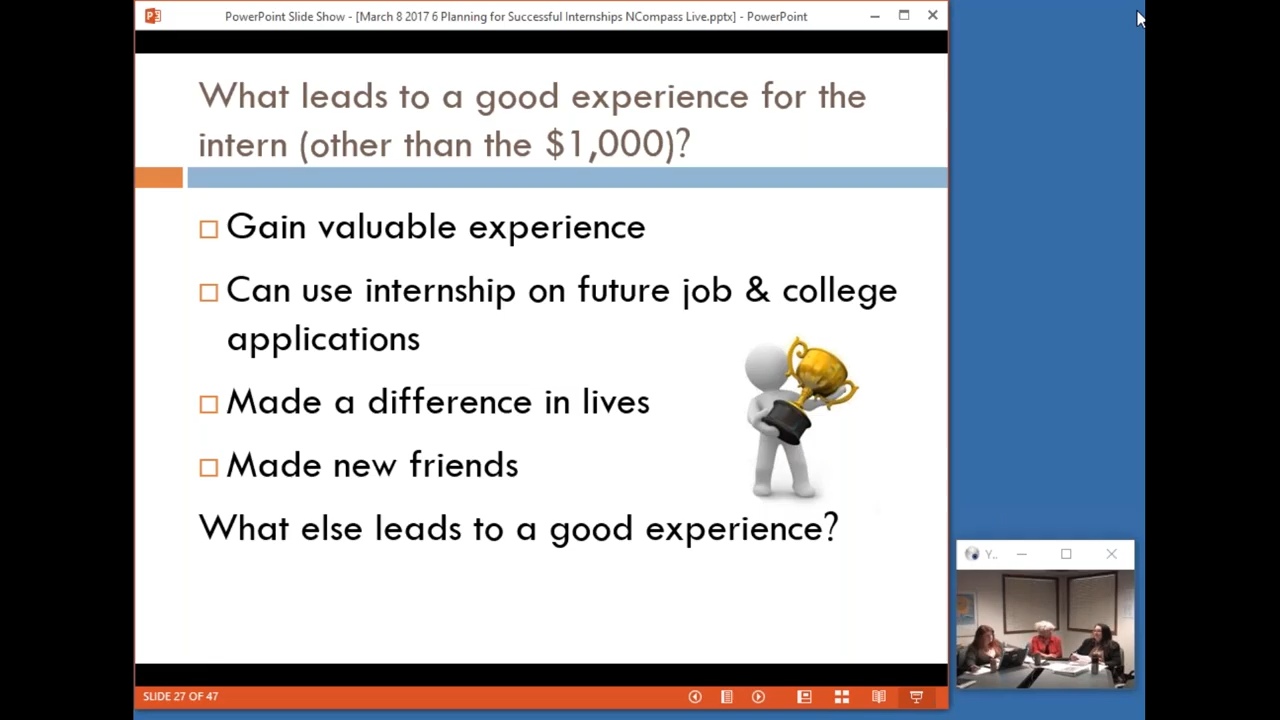 PowerPoint Slide Show - [March 8 2017 6 Planning for Successful Internships NCompass Live.pptx] - PowerPoint
What leads to a good experience for the
intern (other than the $1,000)?
Gain valuable experience
Can use internship on future job & college
applications
Made a difference in lives
Made new friends
What else leads to a good experience?
Y..
SLIDE 27 OF 47